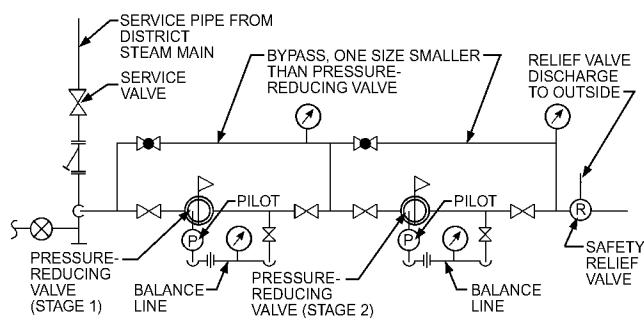 SERVICE PIPE FROM
DISTRICT
STEAM MAIN
SERVICE
VALVE
BYPASS, ONE SIZE SMALLER
THAN PRESSURE-
REDUCING VALVE
RELIEF VALVE
DISCHARGE
TO OUTSIDE
PILOT
PILOT
R
P
P
PRESSURE-
REDUCING
VALVE
(STAGE 1)
BALANCE
LINE
PRESSURE-
REDUCING
VALVE (STAGE 2)
BALANCE
LINE
SAFETY
RELIEF
VALVE